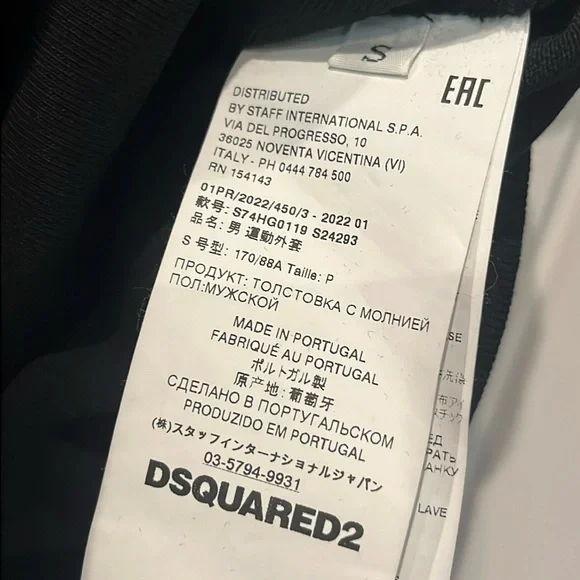 S
EAC
DISTRIBUTED
BY STAFF INTERNATIONAL S.P.A.
VIA DEL PROGRESSO, 10
36025 NOVENTA VICENTINA (VI)
ITALY - PH 0444 784 500
RN 154143
01PR/2022/450/3 - 2022 01
款号: S74HG0119 S24293
品名: 男 運動外套
S 号型: 170/88A Taille: P
ПРОДУКТ: ТОЛСТОВКА С МОЛНИЕЙ
ПОЛ:МУЖСКОЙ
MADE IN PORTUGAL
FABRIQUÉ AU PORTUGAL
ポルトガル製
原产地: 葡萄牙
СДЕЛАНО В ПОРТУГАЛЬСКОМ
PRODUZIDO EM PORTUGAL
(株)スタッフインターナショナルジャパン
03-5794-9931
DSQUARED2
SE
LAVE